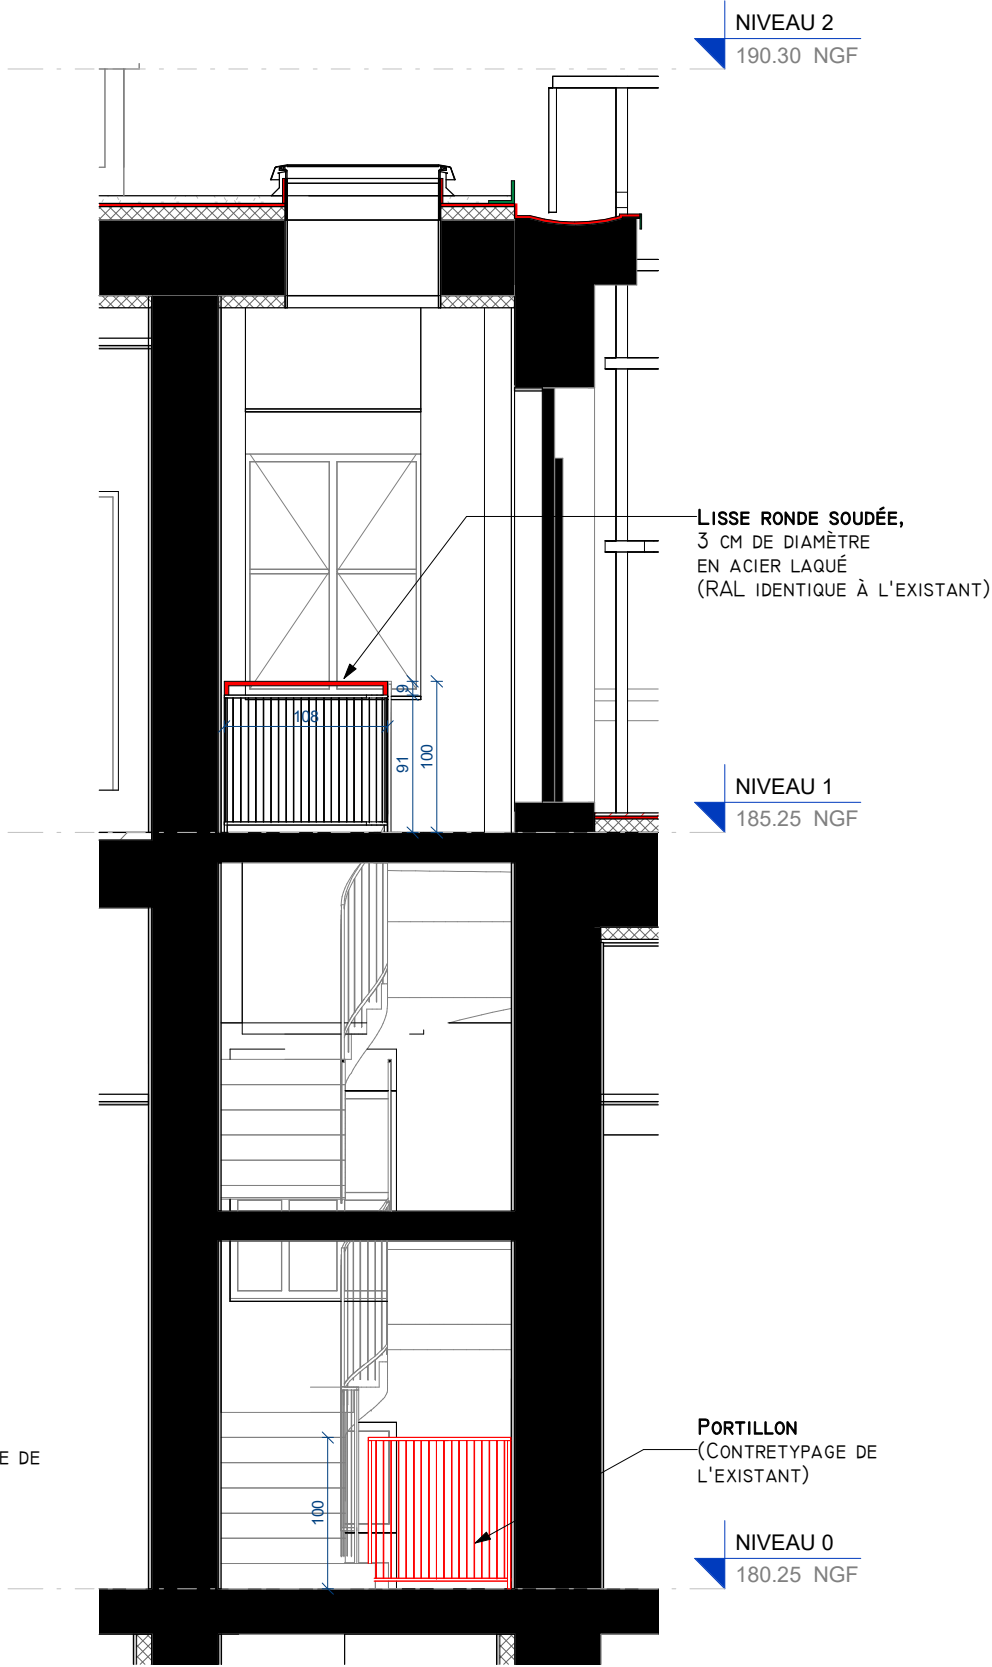 NIVEAU 2
190.30 NGF
LISSE RONDE SOUDÉE,
3 CM DE DIAMÈTRE
EN ACIER LAQUÉ
(RAL IDENTIQUE À L'EXISTANT)
9
108
91
100
NIVEAU 1
185.25 NGF
PORTILLON
(CONTRETYPAGE DE
L'EXISTANT)
E DE
100
NIVEAU 0
180.25 NGF